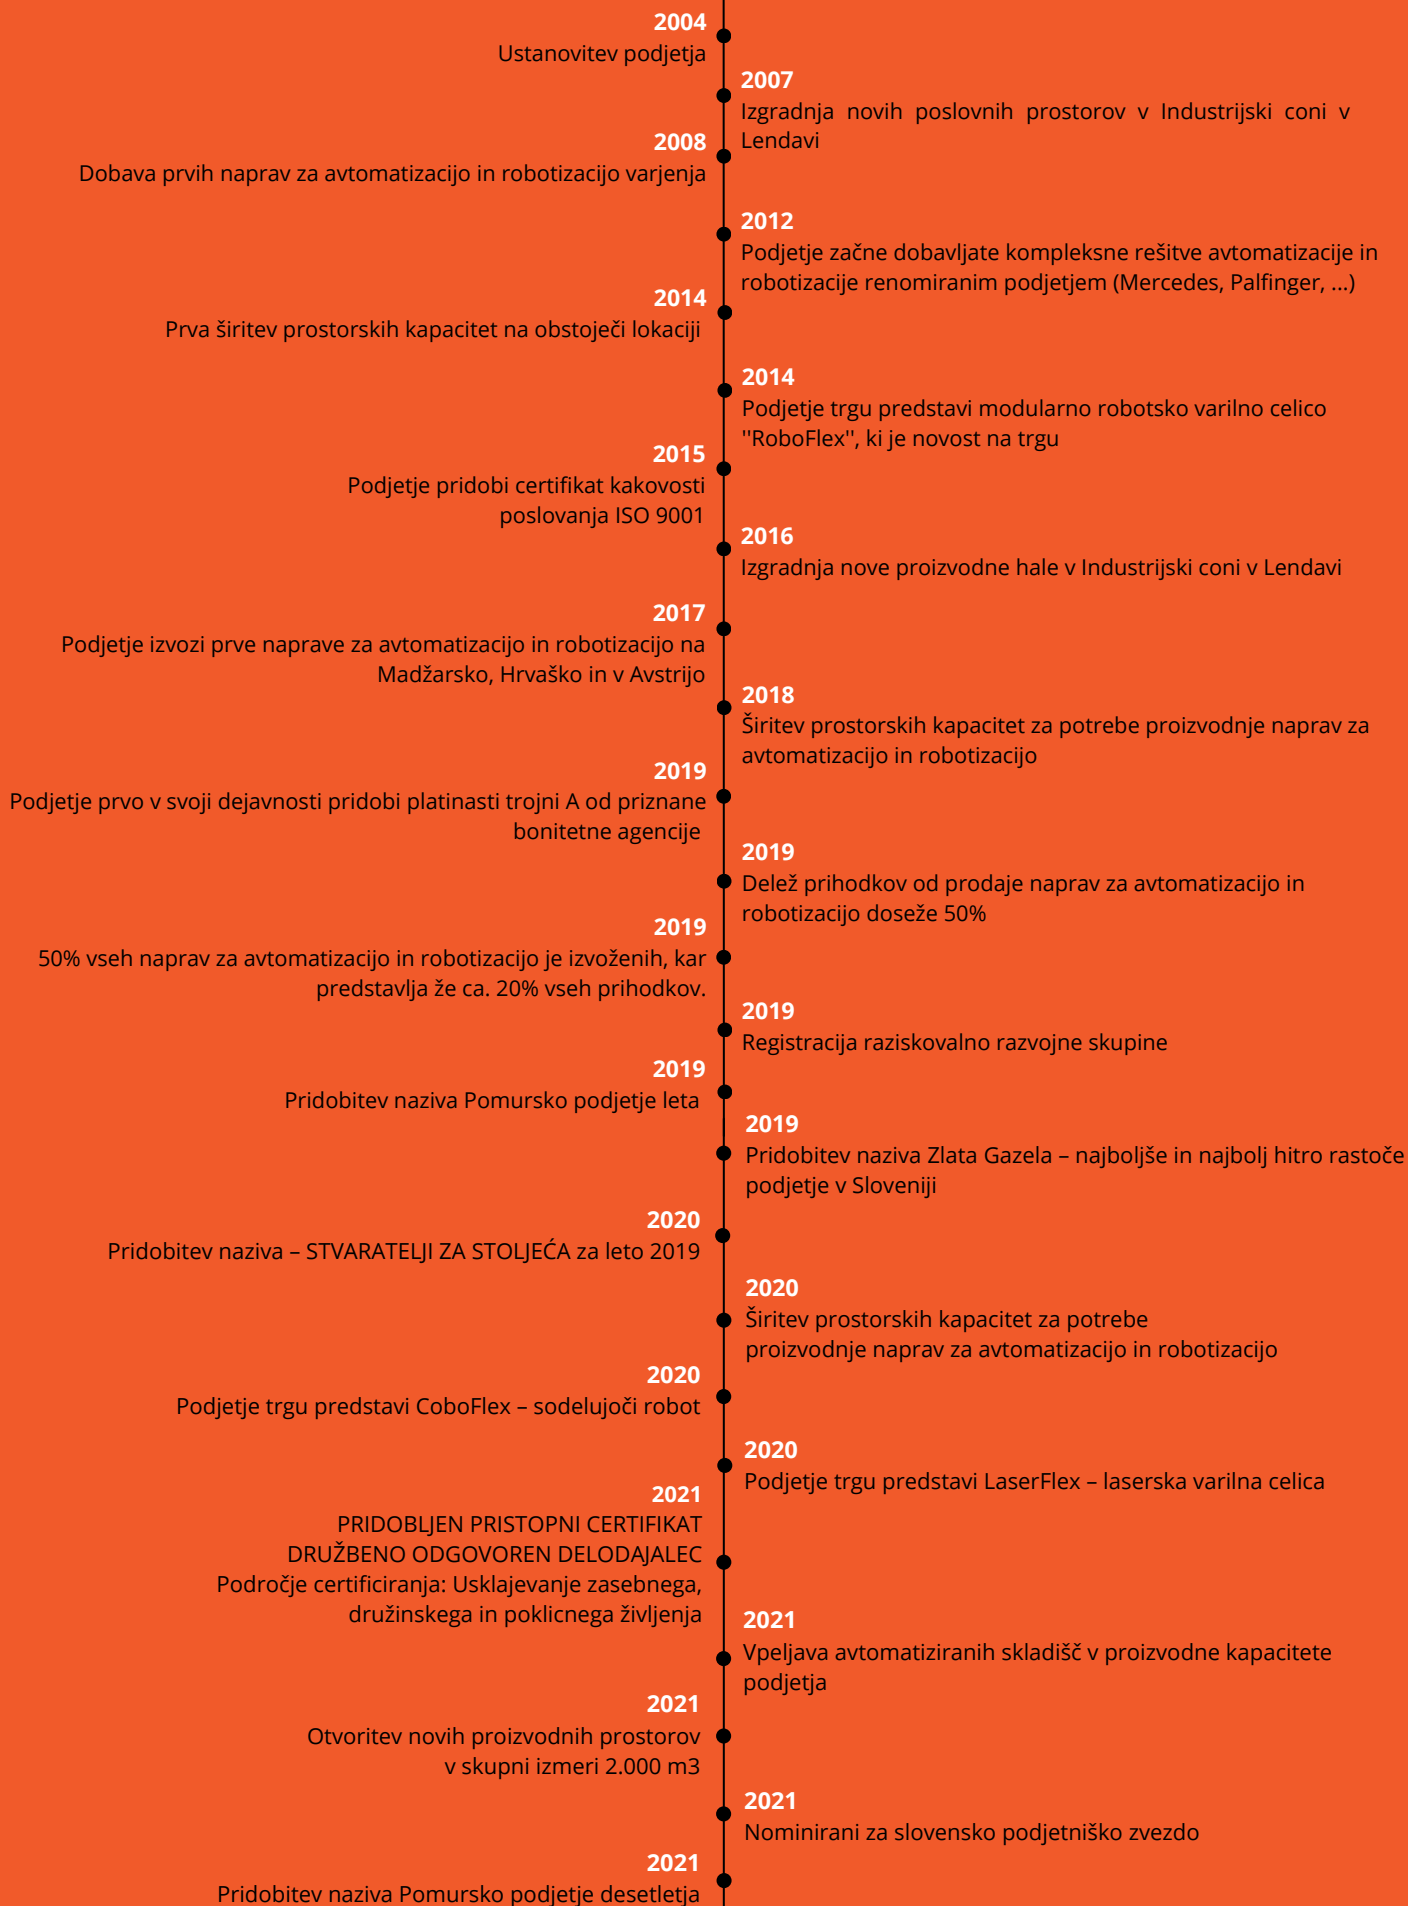 2004
Ustanovitev podjetja
2007
Izgradnja novih poslovnih prostorov v Industrijski coni v
Lendavi
2008
Dobava prvih naprav za avtomatizacijo in robotizacijo varjenja
2012
Podjetje začne dobavljate kompleksne rešitve avtomatizacije in
robotizacije renomiranim podjetjem (Mercedes, Palfinger, ...)
2014
Prva širitev prostorskih kapacitet na obstoječi lokaciji
2014
Podjetje trgu predstavi modularno robotsko varilno celico
"RoboFlex", ki je novost na trgu
2015
Podjetje pridobi certifikat kakovosti
poslovanja ISO 9001
2016
Izgradnja nove proizvodne hale v Industrijski coni v Lendavi
2017
Podjetje izvozi prve naprave za avtomatizacijo in robotizacijo na
Madžarsko, Hrvaško in v Avstrijo
2018
Širitev prostorskih kapacitet za potrebe proizvodnje naprav za
avtomatizacijo in robotizacijo
2019
Podjetje prvo v svoji dejavnosti pridobi platinasti trojni A od priznane
bonitetne agencije
2019
Delež prihodkov od prodaje naprav za avtomatizacijo in
robotizacijo doseže 50%
2019
50% vseh naprav za avtomatizacijo in robotizacijo je izvoženih, kar
predstavlja že ca. 20% vseh prihodkov.
2019
Registracija raziskovalno razvojne skupine
2019
Pridobitev naziva Pomursko podjetje leta
2019
Pridobitev naziva Zlata Gazela – najboljše in najbolj hitro rastoče
podjetje v Sloveniji
2020
Pridobitev naziva – STVARATELJI ZA STOLJEĆA za leto 2019
2020
Širitev prostorskih kapacitet za potrebe
proizvodnje naprav za avtomatizacijo in robotizacijo
2020
Podjetje trgu predstavi CoboFlex – sodelujoči robot
2020
Podjetje trgu predstavi LaserFlex – laserska varilna celica
2021
PRIDOBLJEN PRISTOPNI CERTIFIKAT
DRUŽBENO ODGOVOREN DELODAJALEC
Področje certificiranja: Usklajevanje zasebnega,
družinskega in poklicnega življenja
2021
Vpeljava avtomatiziranih skladišč v proizvodne kapacitete
podjetja
2021
Otvoritev novih proizvodnih prostorov
v skupni izmeri 2.000 m3
2021
Nominirani za slovensko podjetniško zvezdo
2021
Pridobitev naziva Pomursko podjetje desetletja